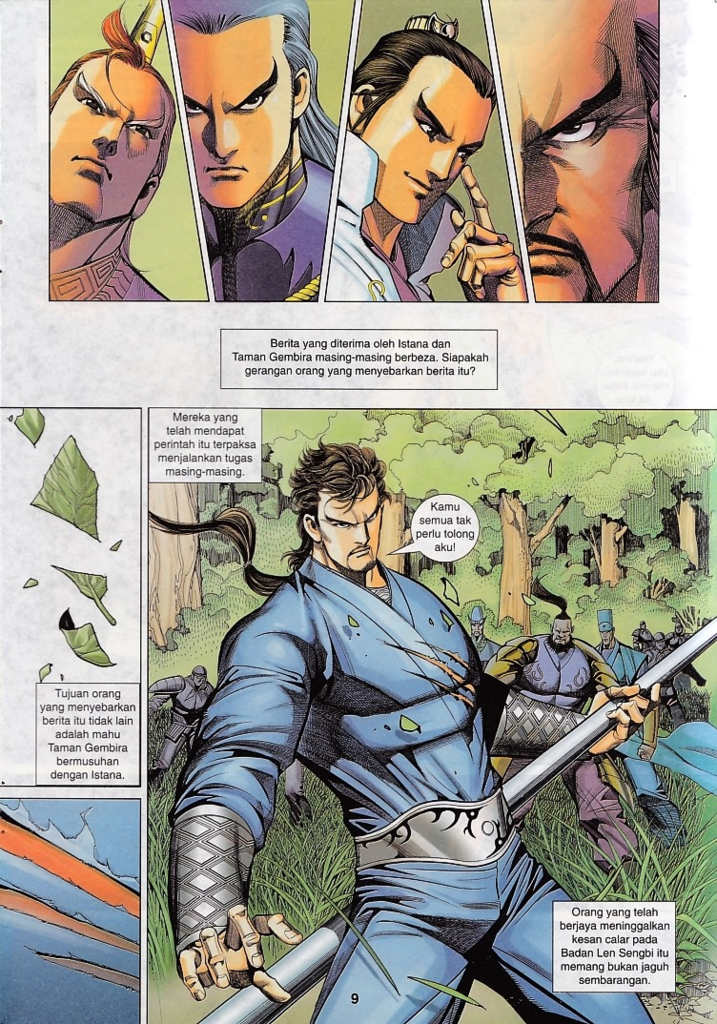 Berita yang diterima oleh Istana dan
Taman Gembira masing-masing berbeza. Siapakah
gerangan orang yang menyebarkan berita itu?
Mereka yang
telah mendapat
perintah itu terpaksa
menjalankan tugas
masing-masing.
Kamu
semua tak
perlu tolong
aku!
Tujuan orang
yang menyebarkan
berita itu tidak lain
adalah mahu
Taman Gembira
bermusuhan
dengan Istana.
Orang yang telah
berjaya meninggalkan
kesan calar pada
Badan Len Sengbi itu
memang bukan jaguh
sembarangan.
9